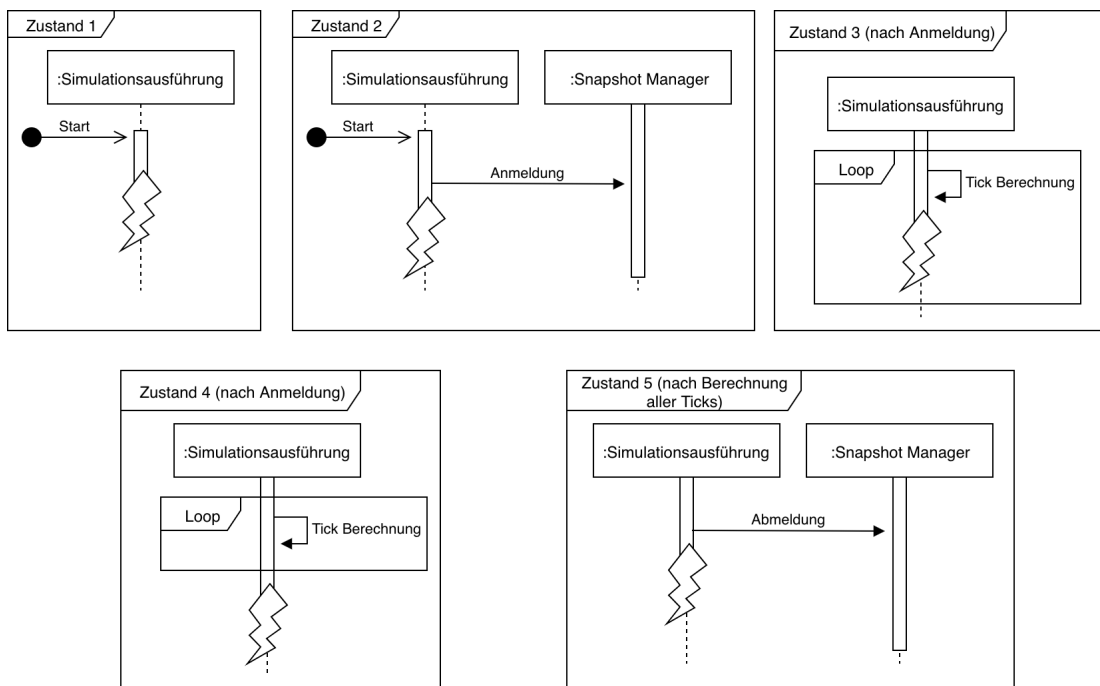 Zustand 1
:Simulationsausführung
Start
Zustand 2
:Simulationsausführung
:Snapshot Manager
Start
Anmeldung
Zustand 3 (nach Anmeldung)
:Simulationsausführung
Loop
Tick Berechnung
Zustand 4 (nach Anmeldung)
:Simulationsausführung
Loop
Tick Berechnung
Zustand 5 (nach Berechnung
aller Ticks)
:Simulationsausführung
:Snapshot Manager
Abmeldung